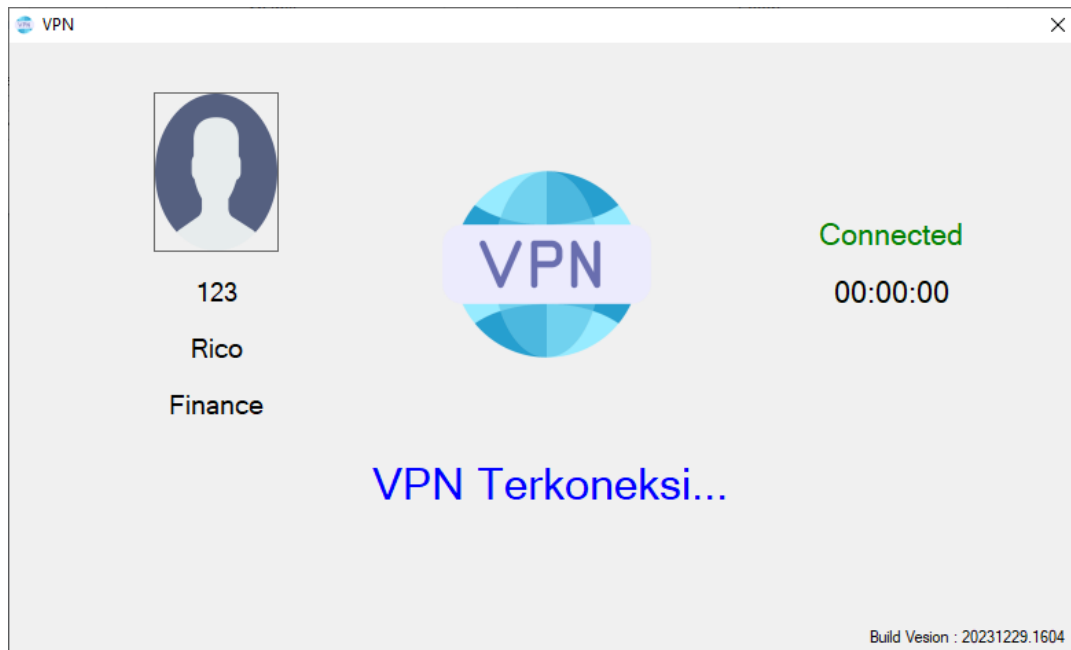 VPN
VPN
Connected
00:00:00
123
Rico
Finance
VPN Terkoneksi...
Build Vesion : 20231229.1604